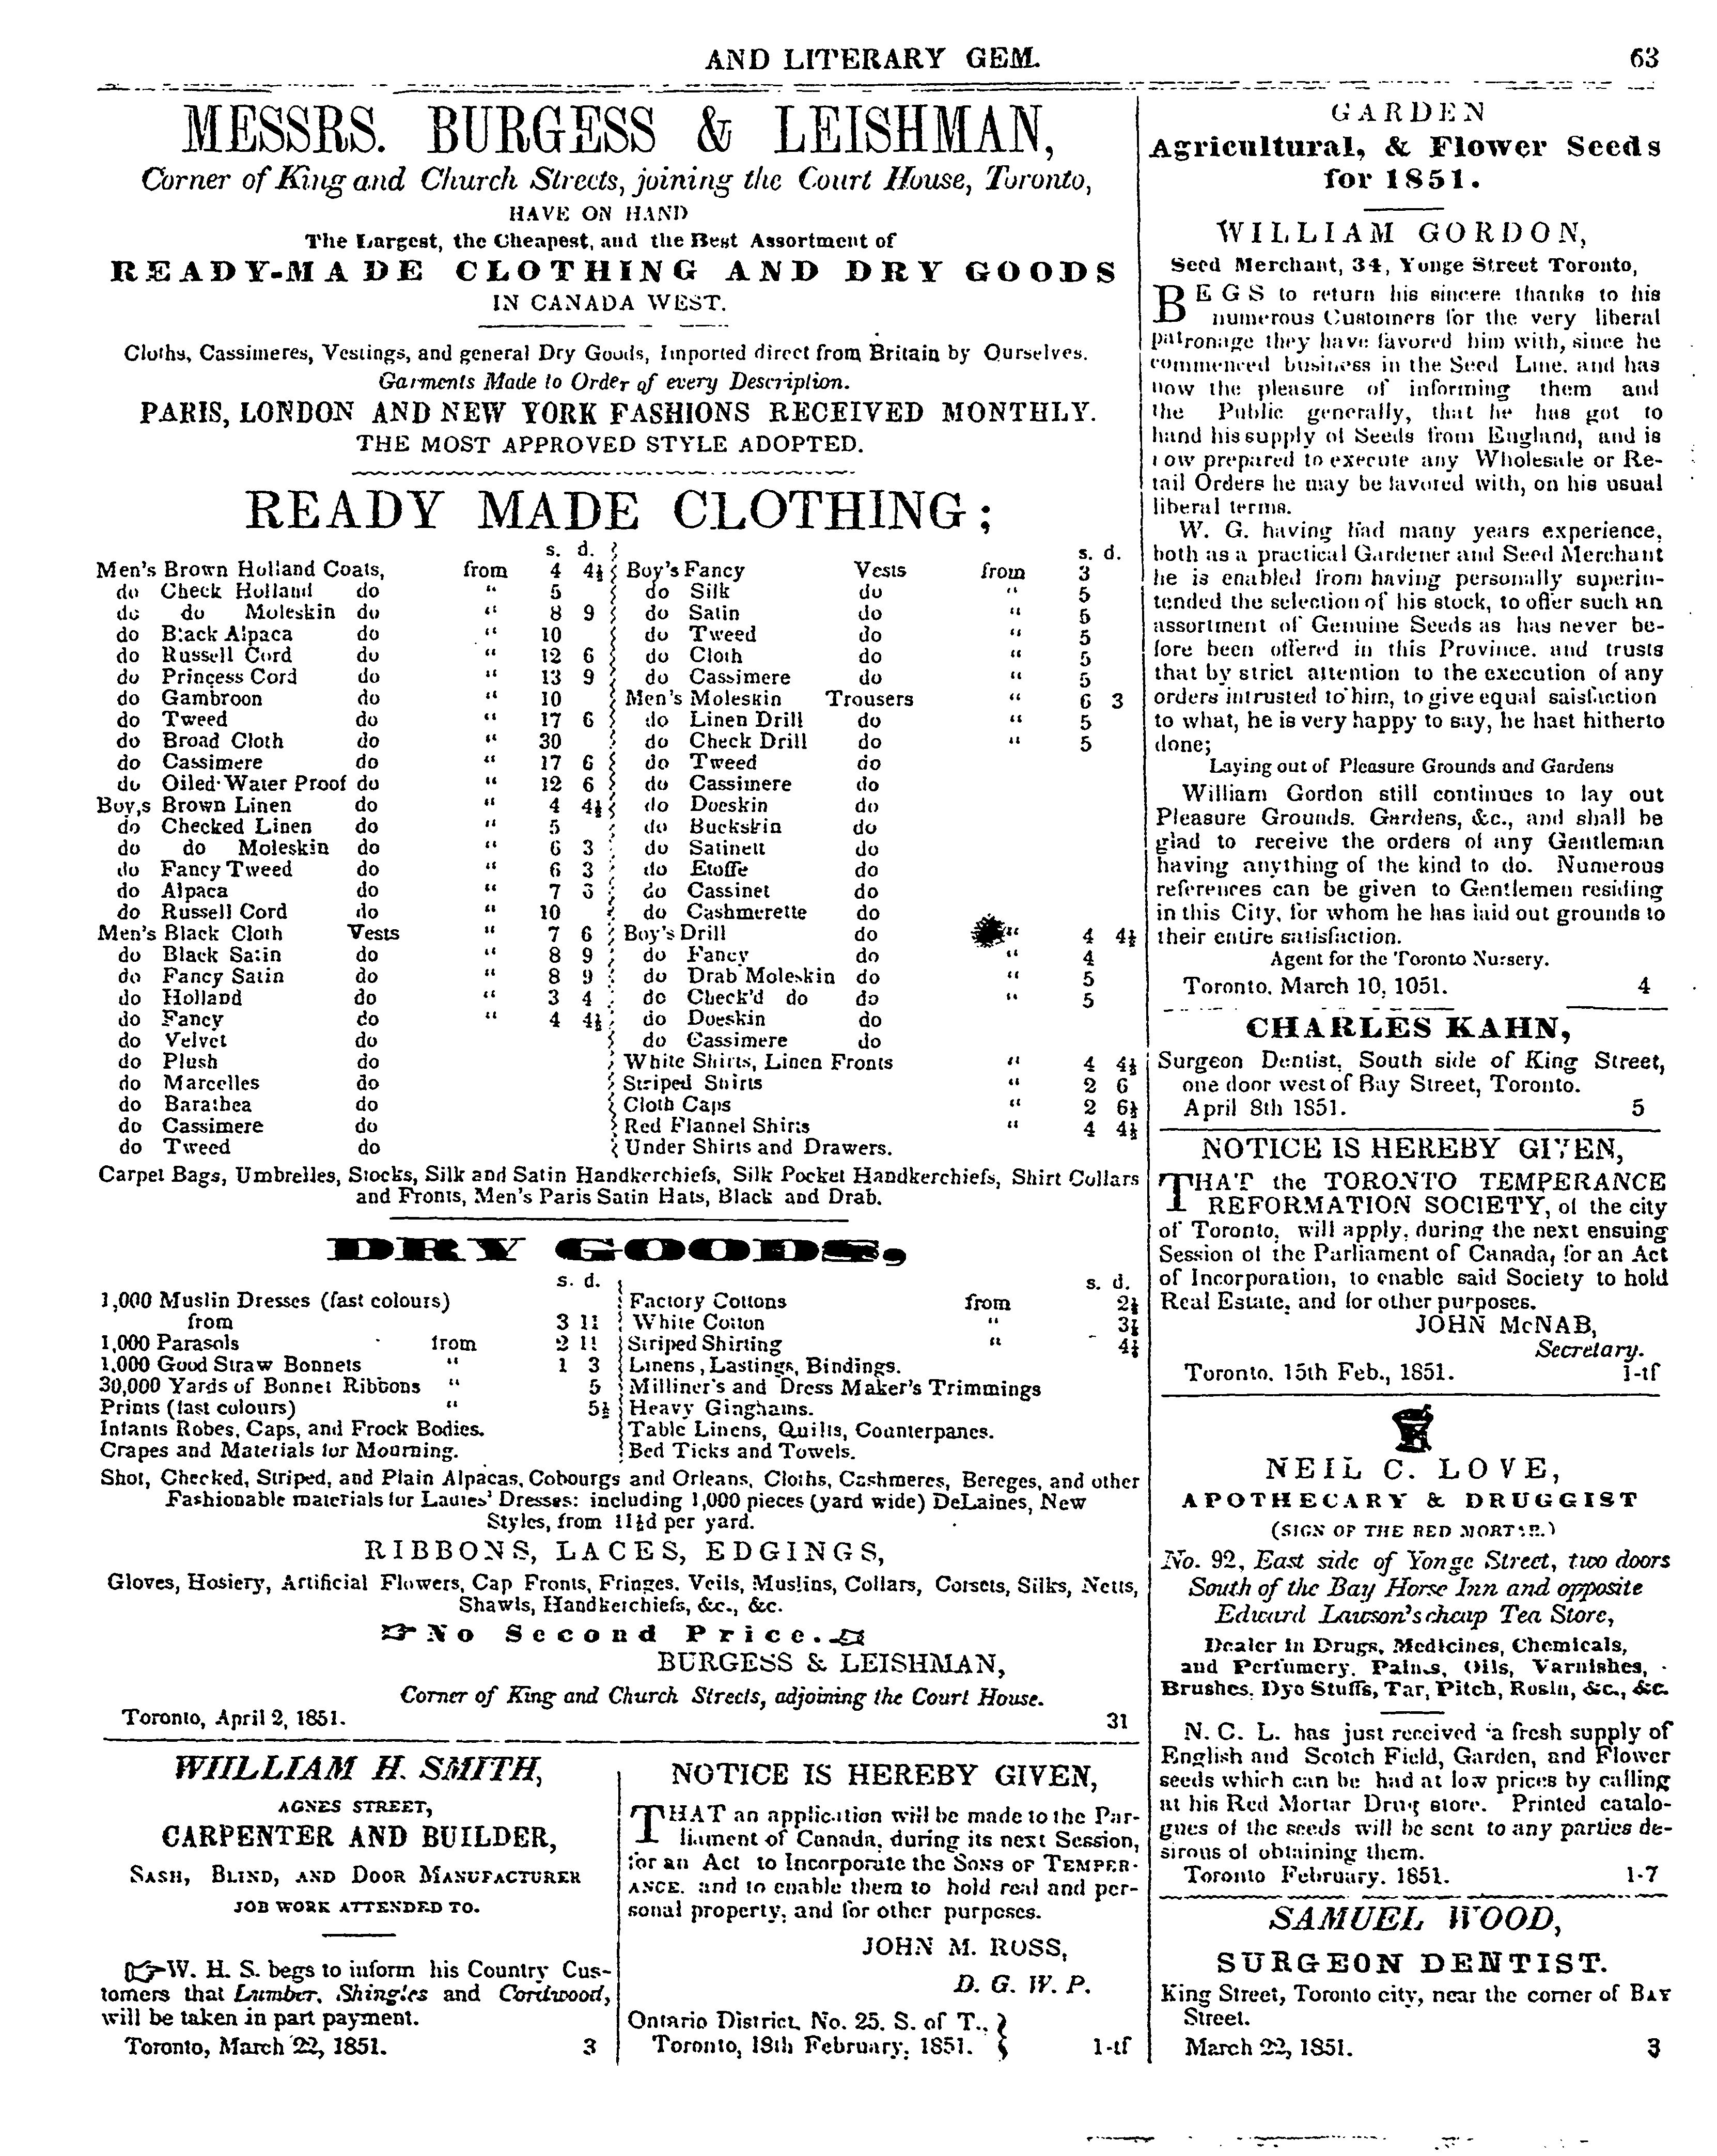 AND LITERARY GEM.
63
MESSRS. BURGESS & LEISHMAN,
Corner of King and Church Streets, joining the Court House, Toronto,
HAVE ON HAND
The Largest, the Cheapest, and the Best Assortment of
READY-MADE CLOTHING AND DRY GOODS
IN CANADA WEST.
Cloths, Cassimeres, Vestings, and general Dry Goods, Imported direct from Britain by Ourselves.
Garments Made to Order of every Description.
PARIS, LONDON AND NEW YORK FASHIONS RECEIVED MONTHLY.
THE MOST APPROVED STYLE ADOPTED.
READY MADE CLOTHING;
s. d.
Men's Brown Holland Coats, from 4 4½
do Check Holland do " 5
do do Moleskin do " 8 9
do Black Alpaca do " 10
do Russell Cord do " 12 6
do Princess Cord do " 13 9
do Gambroon do " 10
do Tweed do " 17 6
do Broad Cloth do " 30
do Cassimere do " 17 6
do Oiled Water Proof do " 12 6
Boy,s Brown Linen do " 4 4½
do Checked Linen do " 5
do do Moleskin do " 6 3
do Fancy Tweed do " 6 3
do Alpaca do " 7 6
do Russell Cord do " 10
Men's Black Cloth Vests " 7 6
do Black Satin do " 8 9
do Fancy Satin do " 8 9
do Holland do " 3 4
do Fancy do " 4 4½
do Velvet do
do Plush do
do Marcelles do
do Barathea do
do Cassimere do
do Tweed do
s. d.
Boy's Fancy Vests from 3
do Silk do " 5
do Satin do " 5
do Tweed do " 5
do Cloth do " 5
do Cassimere do " 5
Men's Moleskin Trousers " 6 3
do Linen Drill do " 5
do Check Drill do " 5
do Tweed do
do Cassimere do
do Doeskin do
do Buckskin do
do Satinett do
do Etoffe do
do Cassinet do
do Cashmerette do
Boy's Drill do " 4 4½
do Fancy do " 4
do Drab Moleskin do " 5
do Check'd do do " 5
do Doeskin do
do Cassimere do
White Shirts, Linen Fronts " 4 4½
Striped Shirts " 2 6
Cloth Caps " 2 6½
Red Flannel Shirts " 4 4½
Under Shirts and Drawers.
Carpet Bags, Umbrelles, Stocks, Silk and Satin Handkerchiefs, Silk Pocket Handkerchiefs, Shirt Collars
and Fronts, Men's Paris Satin Hats, Black and Drab.
DRY GOODS,
s. d.
1,000 Muslin Dresses (fast colours)
from 3 11
1,000 Parasols from 2 11
1,000 Good Straw Bonnets " 1 3
30,000 Yards of Bonnet Ribbons " 5
Prints (fast colours) " 5½
Infants Robes, Caps, and Frock Bodies.
Crapes and Materials for Mourning.
s. d.
Factory Cottons from 2½
White Cotton " 3½
Striped Shirting " 4½
Linens, Lastings, Bindings.
Milliner's and Dress Maker's Trimmings
Heavy Ginghams.
Table Linens, Quilts, Counterpanes.
Bed Ticks and Towels.
Shot, Checked, Striped, and Plain Alpacas, Cobourgs and Orleans, Cloths, Cashmeres, Bereges, and other
Fashionable materials for Ladies' Dresses: including 1,000 pieces (yard wide) DeLaines, New
Styles, from 11½d per yard.
RIBBONS, LACES, EDGINGS,
Gloves, Hosiery, Artificial Flowers, Cap Fronts, Fringes, Veils, Muslins, Collars, Corsets, Silks, Netts,
Shawls, Handkerchiefs, &c., &c.
No Second Price.
BURGESS & LEISHMAN,
Corner of King and Church Streets, adjoining the Court House.
Toronto, April 2, 1851. 31
WIILLIAM H. SMITH,
AGNES STREET,
CARPENTER AND BUILDER,
SASH, BLIND, AND DOOR MANUFACTURER
JOB WORK ATTENDED TO.
W. H. S. begs to inform his Country Cus-
tomers that Lumber, Shingles and Cordwood,
will be taken in part payment.
Toronto, March 22, 1851. 3
NOTICE IS HEREBY GIVEN,
THAT an application will be made to the Par-
liament of Canada, during its next Session,
for an Act to Incorporate the SONS OF TEMPER-
ANCE. and to enable them to hold real and per-
sonal property, and for other purposes.
JOHN M. ROSS,
D. G. W. P.
Ontario District, No. 25. S. of T.,
Toronto, 18th February, 1851. 1-tf
GARDEN
Agricultural, & Flower Seeds
for 1851.
WILLIAM GORDON,
Seed Merchant, 34, Yonge Street Toronto,
BEGS to return his sincere thanks to his
numerous Customers for the very liberal
patronage they have favored him with, since he
commenced business in the Seed Line. and has
now the pleasure of informing them and
the Public generally, that he has got to
hand his supply of Seeds from England, and is
now prepared to execute any Wholesale or Re-
tail Orders he may be favored with, on his usual
liberal terms.
W. G. having had many years experience,
both as a practical Gardener and Seed Merchant
he is enabled from having personally superin-
tended the selection of his stock, to offer such an
assortment of Genuine Seeds as has never be-
fore been offered in this Province. and trusts
that by strict attention to the execution of any
orders intrusted to him, to give equal saisfaction
to what, he is very happy to say, he hast hitherto
done;
Laying out of Pleasure Grounds and Gardens
William Gordon still continues to lay out
Pleasure Grounds. Gardens, &c., and shall be
glad to receive the orders of any Gentleman
having anything of the kind to do. Numerous
references can be given to Gentlemen residing
in this City, for whom he has laid out grounds to
their entire satisfaction.
Agent for the Toronto Nursery.
Toronto, March 10, 1051. 4
CHARLES KAHN,
Surgeon Dentist, South side of King Street,
one door west of Bay Street, Toronto.
April 8th 1851. 5
NOTICE IS HEREBY GIVEN,
THAT the TORONTO TEMPERANCE
REFORMATION SOCIETY, of the city
of Toronto, will apply, during the next ensuing
Session of the Parliament of Canada, for an Act
of Incorporation, to enable said Society to hold
Real Estate, and for other purposes.
JOHN McNAB,
Secretary.
Toronto, 15th Feb., 1851. 1-tf
NEIL C. LOVE,
APOTHECARY & DRUGGIST
(SIGN OF THE RED MORTAR.)
No. 92, East side of Yonge Street, two doors
South of the Bay Horse Inn and opposite
Edward Lawson's cheap Tea Store,
Dealer in Drugs, Medicines, Chemicals,
and Perfumery, Paints, Oils, Varnishes,
Brushes, Dye Stuffs, Tar, Pitch, Rosin, &c., &c.
N. C. L. has just received a fresh supply of
English and Scotch Field, Garden, and Flower
seeds which can be had at low prices by calling
at his Red Mortar Drug store. Printed catalo-
gues of the seeds will be sent to any parties de-
sirous of obtaining them.
Toronto February. 1851. 1-7
SAMUEL WOOD,
SURGEON DENTIST.
King Street, Toronto city, near the corner of BAY
Street.
March 22, 1851. 3